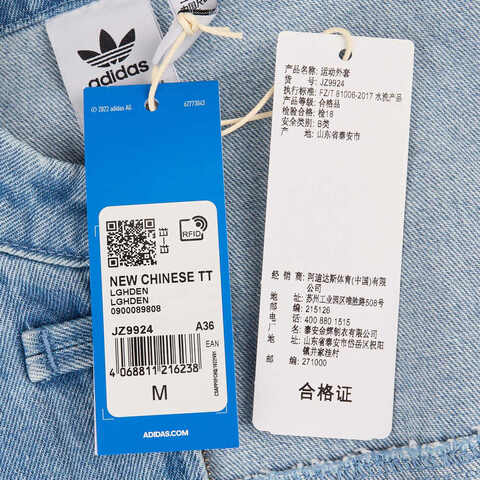 adidas
© 2022 adidas AG
62773043
RFID
NEW CHINESE TT
LGHDEN
LGHDEN
0900089808
JZ9924
A36
EAN
4 068811 216238
M
ADIDAS.COM
产品名称: 运动外套
货　　号: JZ9924
执行标准: FZ/T 81006-2017 水洗产品
产品等级: 合格品
检验合格: 检18
安全类别: B类
产　　地: 山东省泰安市
经 销 商: 阿迪达斯体育(中国)有限
公司
地　　址: 苏州工业园区苏虹中路508号
邮　　编: 215126
电　　话: 400 880 1515
制 造 商: 泰安合辉制衣有限公司
地　　址: 山东省泰安市岱岳区祝阳
镇井家洼村
邮　　编: 271000
合格证